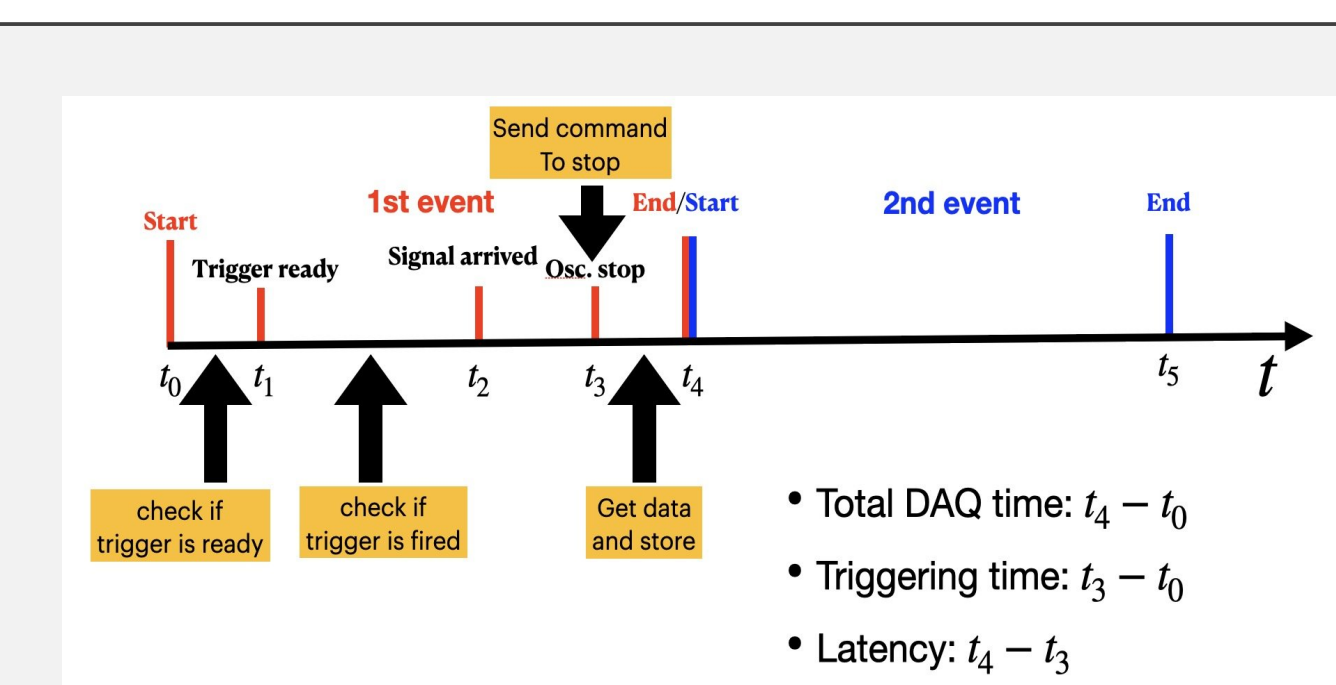 Send command
To stop
1st event
End/Start
2nd event
End
Start
Trigger ready
Signal arrived
Osc. stop
t0
t1
t2
t3
t4
t5
t
check if
trigger is ready
check if
trigger is fired
Get data
and store
• Total DAQ time: t4 − t0
• Triggering time: t3 − t0
• Latency: t4 − t3